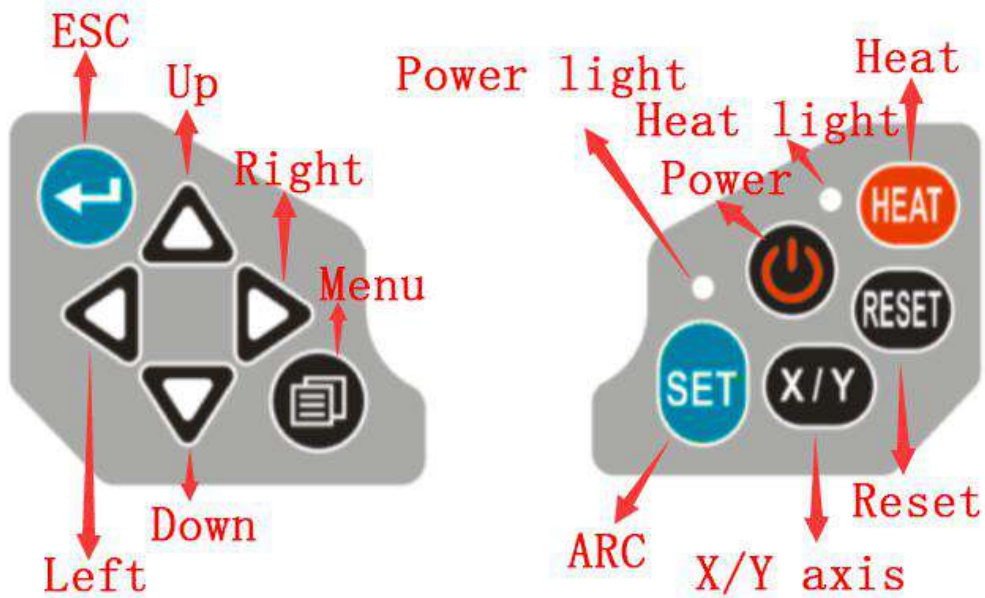 ESC
Up
Right
Menu
Down
Left
Power light
Heat
Heat light
Power
HEAT
RESET
SET
X/Y
Reset
ARC
X/Y axis